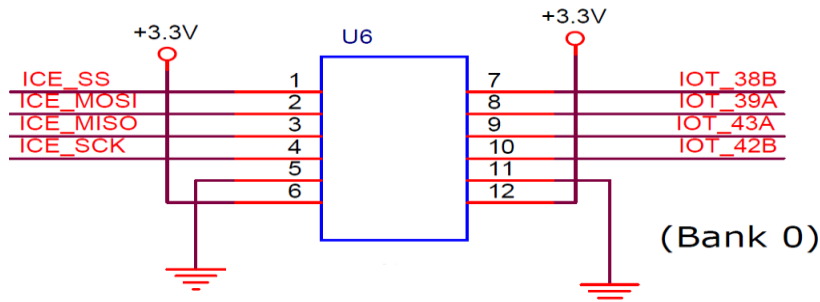 +3.3V
+3.3V
U6
ICE_SS 1 7 IOT_38B
ICE_MOSI 2 8 IOT_39A
ICE_MISO 3 9 IOT_43A
ICE_SCK 4 10 IOT_42B
5 11
6 12
(Bank 0)